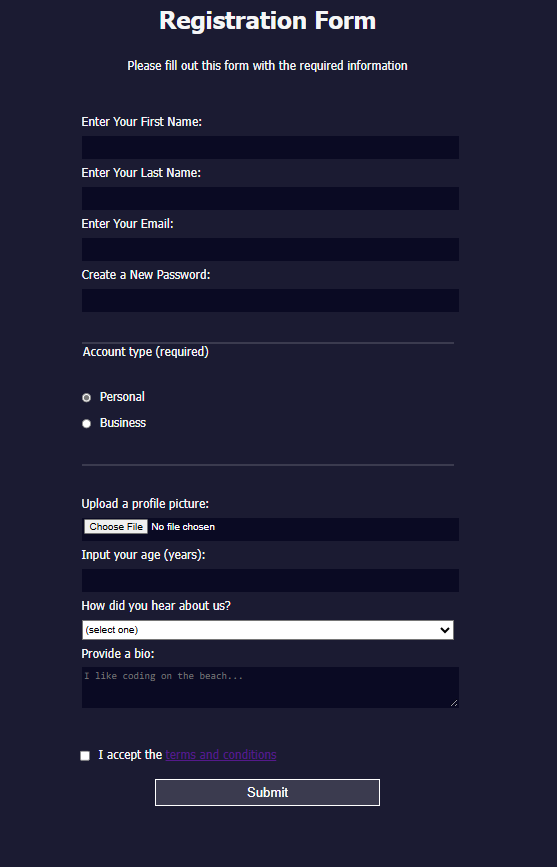 Registration Form
Please fill out this form with the required information
Enter Your First Name:
Enter Your Last Name:
Enter Your Email:
Create a New Password:
Account type (required)
Personal
Business
Upload a profile picture:
Choose File No file chosen
Input your age (years):
How did you hear about us?
(select one)
Provide a bio:
I like coding on the beach...
I accept the terms and conditions
Submit